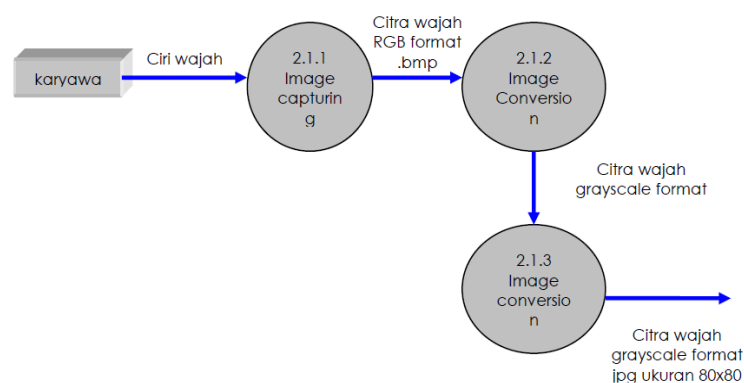 karyawa
Ciri wajah
2.1.1
Image
capturin
g
Citra wajah
RGB format
.bmp
2.1.2
Image
Conversio
n
Citra wajah
grayscale format
2.1.3
Image
conversio
n
Citra wajah
grayscale format
jpg ukuran 80x80